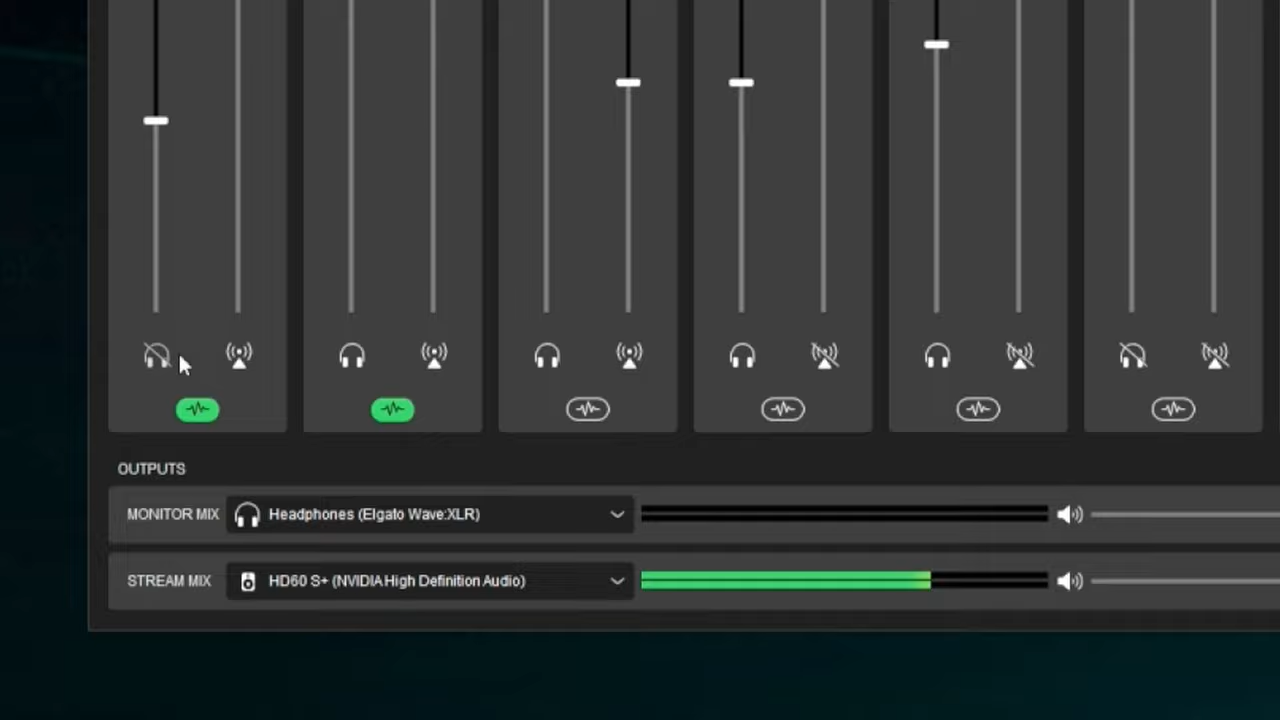 OUTPUTS
MONITOR MIX Headphones (Elgato Wave:XLR)
STREAM MIX HD60 S+ (NVIDIA High Definition Audio)